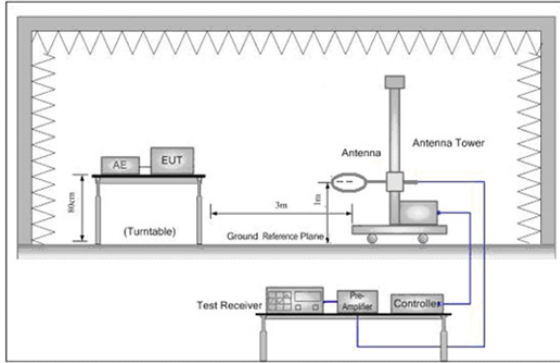 Antenna
Antenna Tower
AE
EUT
80cm
(Turntable)
3m
1m
Ground Reference Plane
Test Receiver
Pre-
Amplifier
Controller